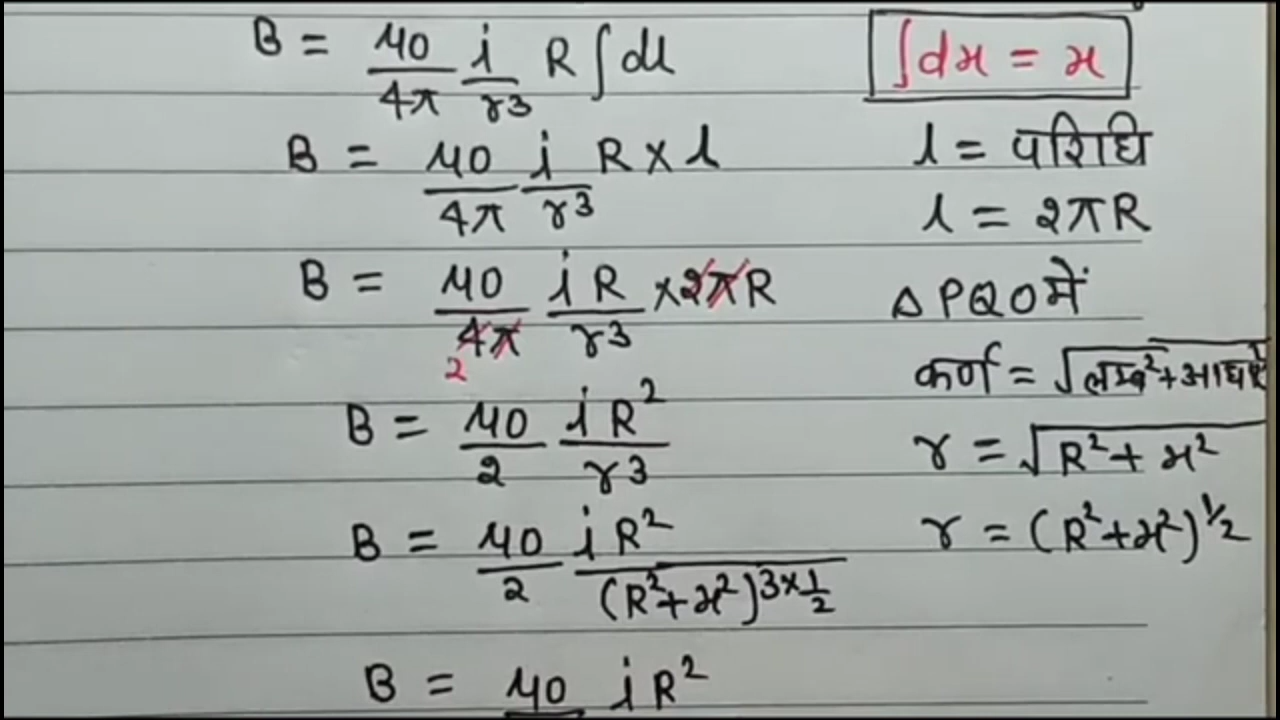 B = μ0/4π i/r3 R ∫dl
∫dx = x
B = μ0/4π i/r3 R × l
l = परिधि
l = 2πR
B = μ0/4π iR/r3 × 2πR
2
Δ PQO में
कर्ण = √लम्ब²+आधार²
B = μ0/2 iR²/r3
r = √R²+x²
B = μ0/2 iR²/(R²+x²)3×1/2
r = (R²+x²)1/2
B = μ0 iR²